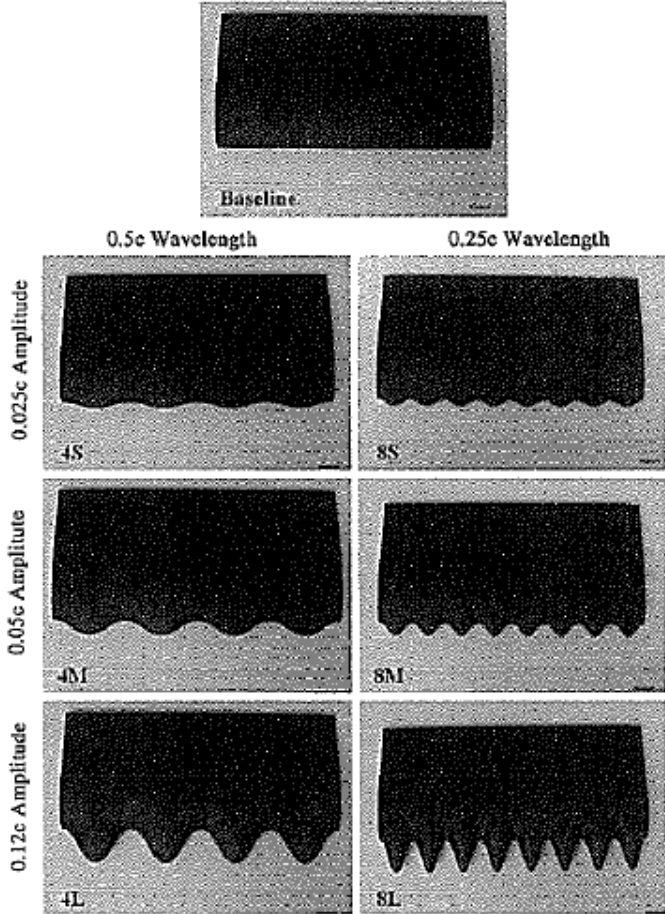 Baseline
0.5c Wavelength
0.25c Wavelength
0.025c Amplitude
4S
8S
0.05c Amplitute
4M
8M
0.12c Amplitude
4L
8L